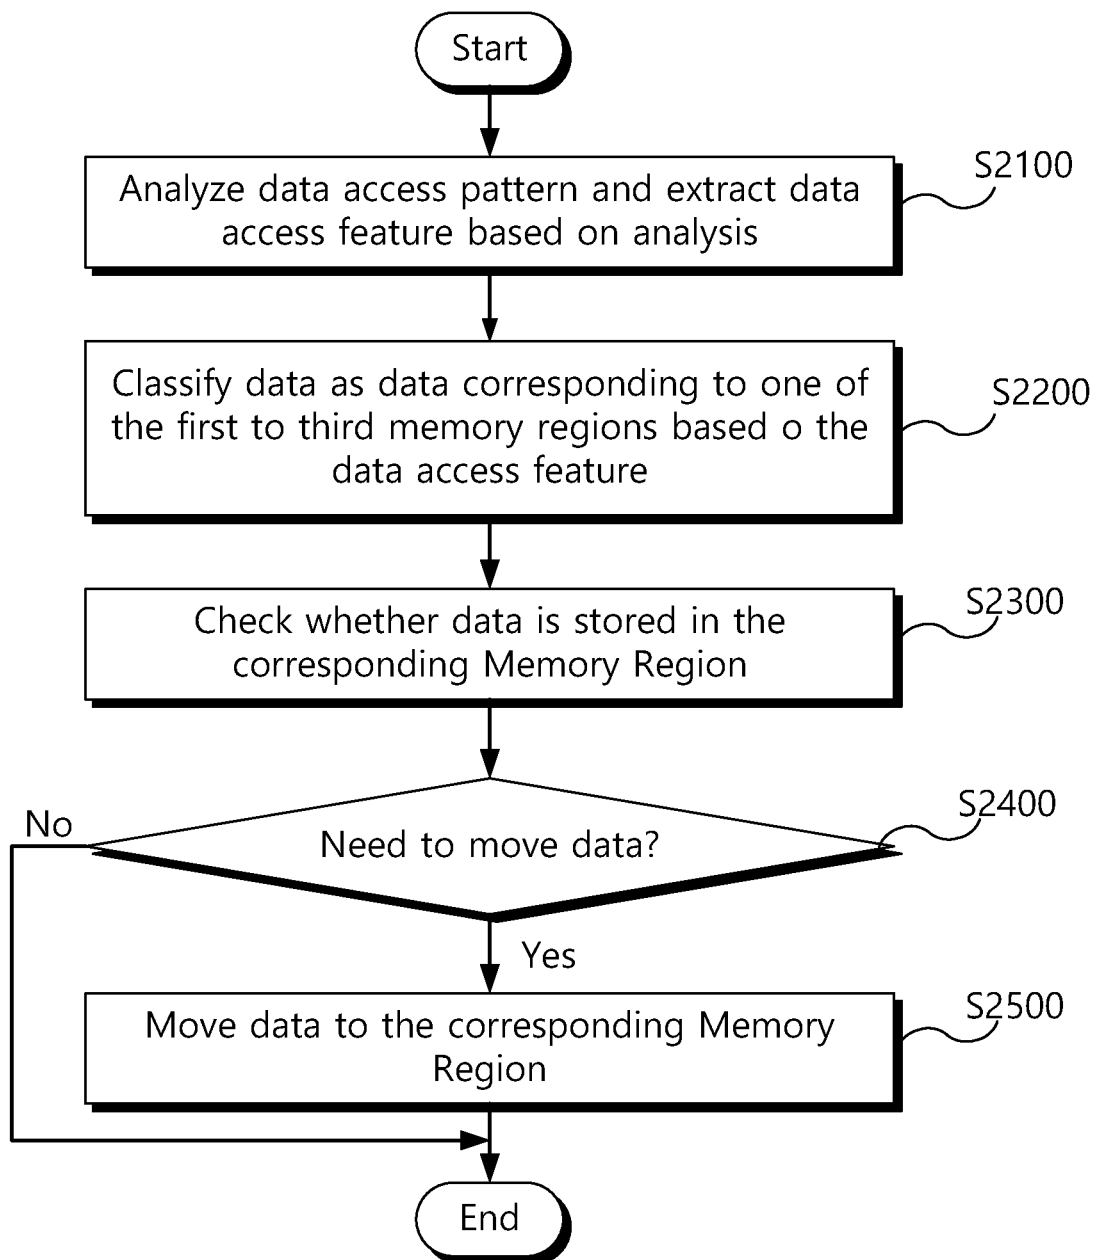 Start
S2100
Analyze data access pattern and extract data
access feature based on analysis
S2200
Classify data as data corresponding to one of
the first to third memory regions based o the
data access feature
S2300
Check whether data is stored in the
corresponding Memory Region
S2400
No
Need to move data?
Yes
S2500
Move data to the corresponding Memory
Region
End